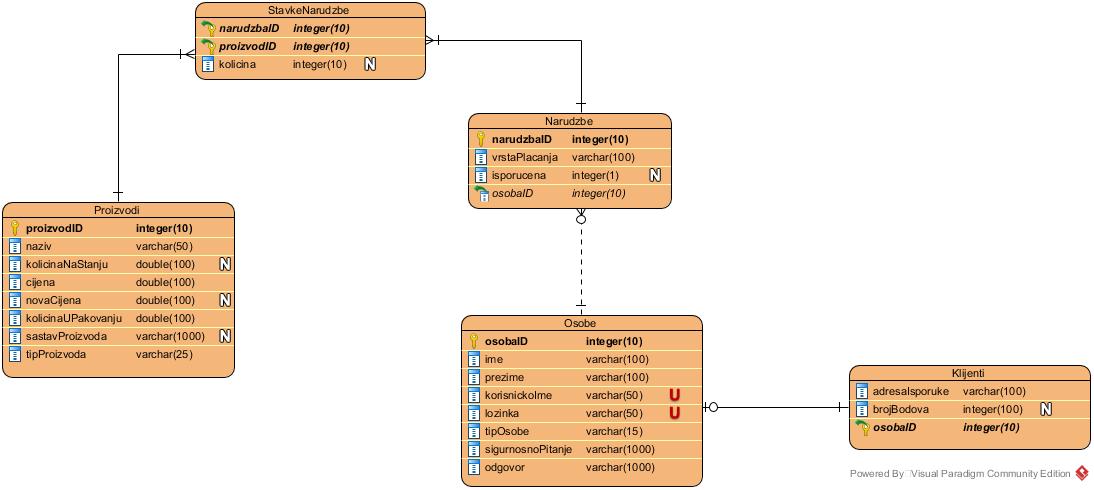 StavkeNarudzbe
narudzbaID integer(10)
proizvodID integer(10)
kolicina integer(10) N
Narudzbe
narudzbaID integer(10)
vrstaPlacanja varchar(100)
isporucena integer(1) N
osobaID integer(10)
Proizvodi
proizvodID integer(10)
naziv varchar(50)
kolicinaNaStanju double(100) N
cijena double(100)
novaCijena double(100) N
kolicinaUPakovanju double(100)
sastavProizvoda varchar(1000) N
tipProizvoda varchar(25)
Osobe
osobaID integer(10)
ime varchar(100)
prezime varchar(100)
korisnickoIme varchar(50) U
lozinka varchar(50) U
tipOsobe varchar(15)
sigurnosnoPitanje varchar(1000)
odgovor varchar(1000)
Klijenti
adresaIsporuke varchar(100)
brojBodova integer(100) N
osobaID integer(10)
Powered By Visual Paradigm Community Edition